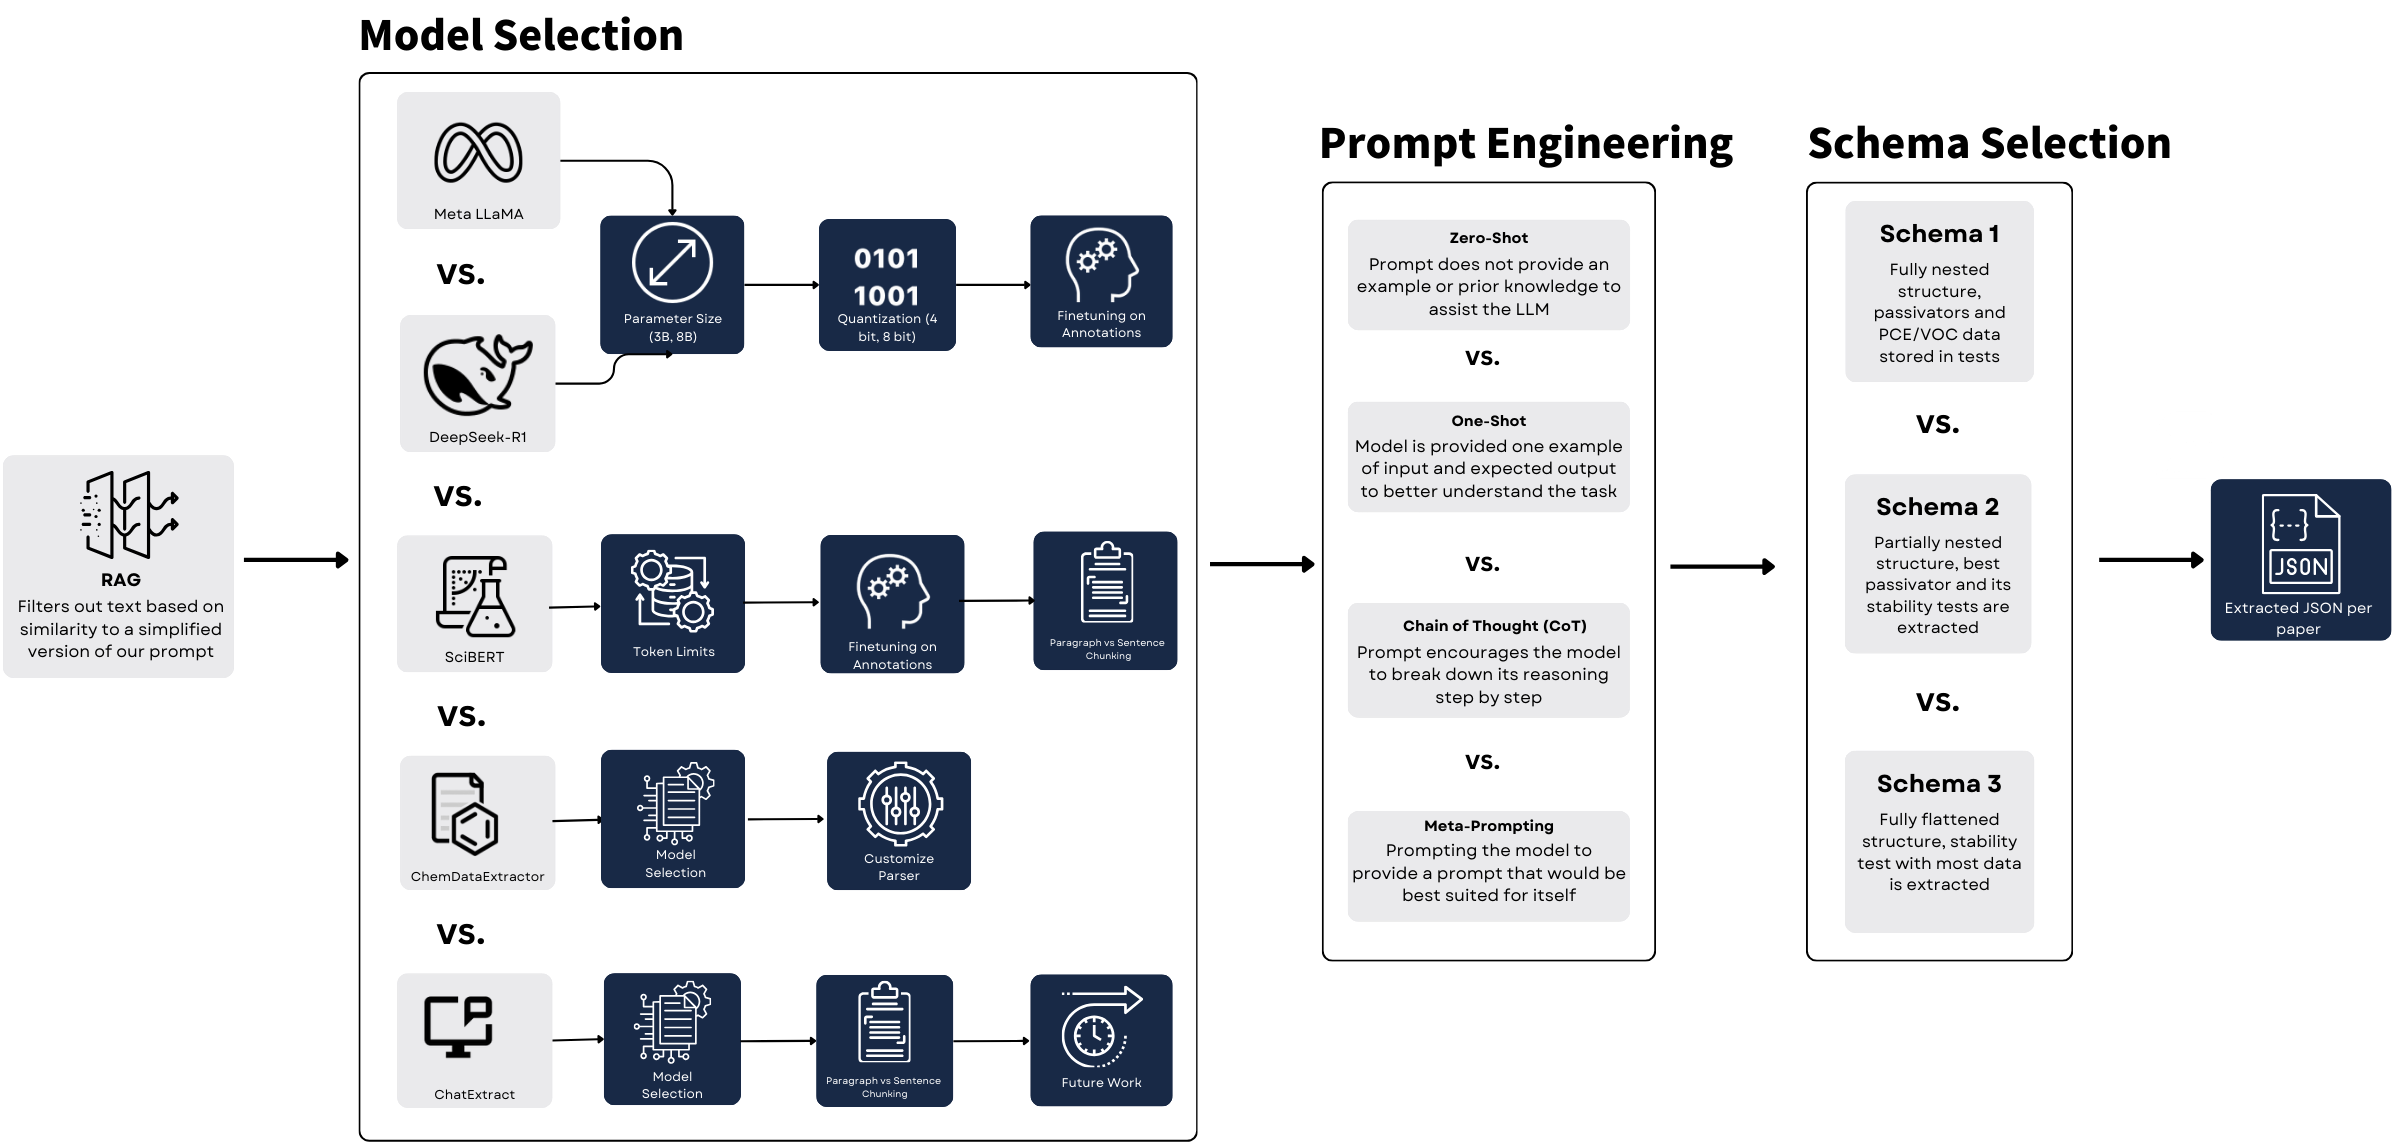 Model Selection
Meta LLaMA
VS.
DeepSeek-R1
Parameter Size
(3B, 8B)
0101
1001
Quantization (4
bit, 8 bit)
Finetuning on
Annotations
VS.
RAG
Filters out text based on
similarity to a simplified
version of our prompt
SciBERT
Token Limits
Finetuning on
Annotations
Paragraph vs Sentence
Chunking
VS.
ChemDataExtractor
Model
Selection
Customize
Parser
VS.
ChatExtract
Model
Selection
Paragraph vs Sentence
Chunking
Future Work
Prompt Engineering
Zero-Shot
Prompt does not provide an
example or prior knowledge to
assist the LLM
VS.
One-Shot
Model is provided one example
of input and expected output
to better understand the task
VS.
Chain of Thought (CoT)
Prompt encourages the model
to break down its reasoning
step by step
VS.
Meta-Prompting
Prompting the model to
provide a prompt that would be
best suited for itself
Schema Selection
Schema 1
Fully nested
structure,
passivators and
PCE/VOC data
stored in tests
VS.
Schema 2
Partially nested
structure, best
passivator and its
stability tests are
extracted
VS.
Schema 3
Fully flattened
structure, stability
test with most data
is extracted
{---}
JSON
Extracted JSON per
paper